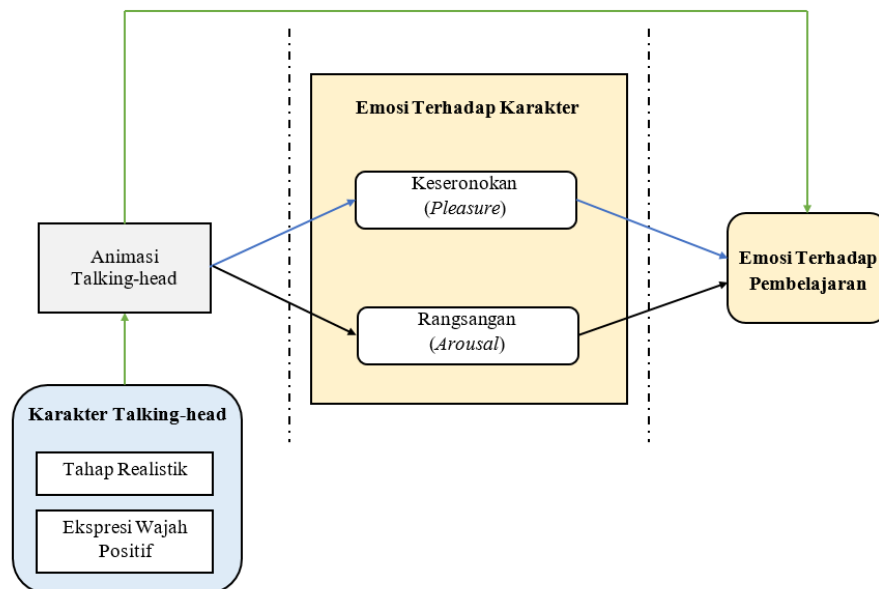 Emosi Terhadap Karakter
Keseronokan
(Pleasure)
Animasi
Talking-head
Emosi Terhadap
Pembelajaran
Rangsangan
(Arousal)
Karakter Talking-head
Tahap Realistik
Ekspresi Wajah
Positif